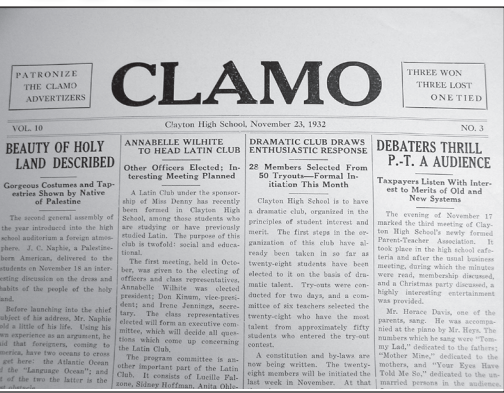 PATRONIZE
THE CLAMO
ADVERTIZERS
CLAMO
THREE WON
THREE LOST
ONE TIED
VOL. 10
Clayton High School, November 23, 1932
NO. 3
BEAUTY OF HOLY
LAND DESCRIBED
Gorgeous Costumes and Tap-
estries Shown by Native
of Palestine
The second general assembly of
the year introduced into the high
school auditorium a foreign atmos-
phere. J. C. Naphie, a Palestine-
born American, delivered to the
students on November 18 an inter-
esting discussion on the dress and
habits of the people of the holy
land.
Before launching into the chief
subject of his address, Mr. Naphie
told a little of his life. Using his
own experience as an argument, he
said that foreigners, coming to
America, have two oceans to cross
to get here: the Atlantic Ocean
and the "Language Ocean"; and
of the two the latter is the
ANNABELLE WILHITE
TO HEAD LATIN CLUB
Other Officers Elected; In-
teresting Meeting Planned
A Latin Club under the sponsor-
ship of Miss Denny has recently
been formed in Clayton High
School, among those students who
are studying or have previously
studied Latin. The purpose of this
club is twofold: social and educa-
tional.
The first meeting, held in Octo-
ber, was given to the electing of
officers and class representatives.
Annabelle Wilhite was elected
president; Don Kinum, vice-presi-
dent; and Irene Jennings, secre-
tary. The class representatives
elected will form an executive com-
mittee, which will decide all ques-
tions which come up concerning
the Latin Club.
The program committee is an-
other important part of the Latin
Club. It consists of Lucille Fal-
zone, Sidney Hoffman, Anita
DRAMATIC CLUB DRAWS
ENTHUSIASTIC RESPONSE
28 Members Selected From
50 Tryouts—Formal In-
itiation This Month
Clayton High School is to have
a dramatic club, organized in the
principles of student interest and
merit. The first steps in the or-
ganization of this club have al-
ready been taken in so far as
twenty-eight students have been
elected to it on the basis of dra-
matic talent. Try-outs were con-
ducted for two days, and a com-
mittee of six teachers selected the
twenty-eight who have the most
talent from approximately fifty
students who entered the try-out
contest.
A constitution and by-laws are
now being written. The twenty-
eight members will be initiated the
last week in November. At that
DEBATERS THRILL
P.-T. A AUDIENCE
Taxpayers Listen With Inter-
est to Merits of Old and
New Systems
The evening of November 17
marked the third meeting of Clay-
ton High School's newly formed
Parent-Teacher Association. It
took place in the high school cafe-
teria and after the usual business
meeting, during which the minutes
were read, membership discussed,
and a Christmas party discussed, a
highly interesting entertainment
was provided.
Mr. Horace Davis, one of the
parents, sang. He was accompa-
nied at the piano by Mr. Hays. The
numbers which he sang were "Tom-
my Lad," dedicated to the fathers;
"Mother Mine," dedicated to the
mothers, and "Your Eyes Have
Told Me So," dedicated to the un-
married persons in the audience.